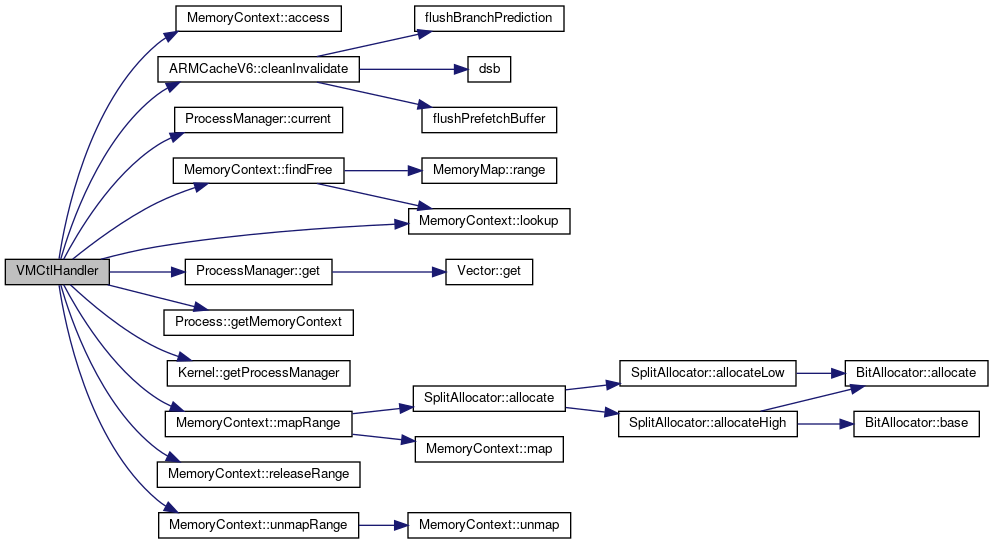 MemoryContext::access
flushBranchPrediction
ARMCacheV6::cleanInvalidate
dsb
ProcessManager::current
flushPrefetchBuffer
MemoryContext::findFree
MemoryMap::range
MemoryContext::lookup
VMCtlHandler
ProcessManager::get
Vector::get
Process::getMemoryContext
Kernel::getProcessManager
SplitAllocator::allocateLow
BitAllocator::allocate
SplitAllocator::allocate
MemoryContext::mapRange
SplitAllocator::allocateHigh
BitAllocator::base
MemoryContext::map
MemoryContext::releaseRange
MemoryContext::unmapRange
MemoryContext::unmap